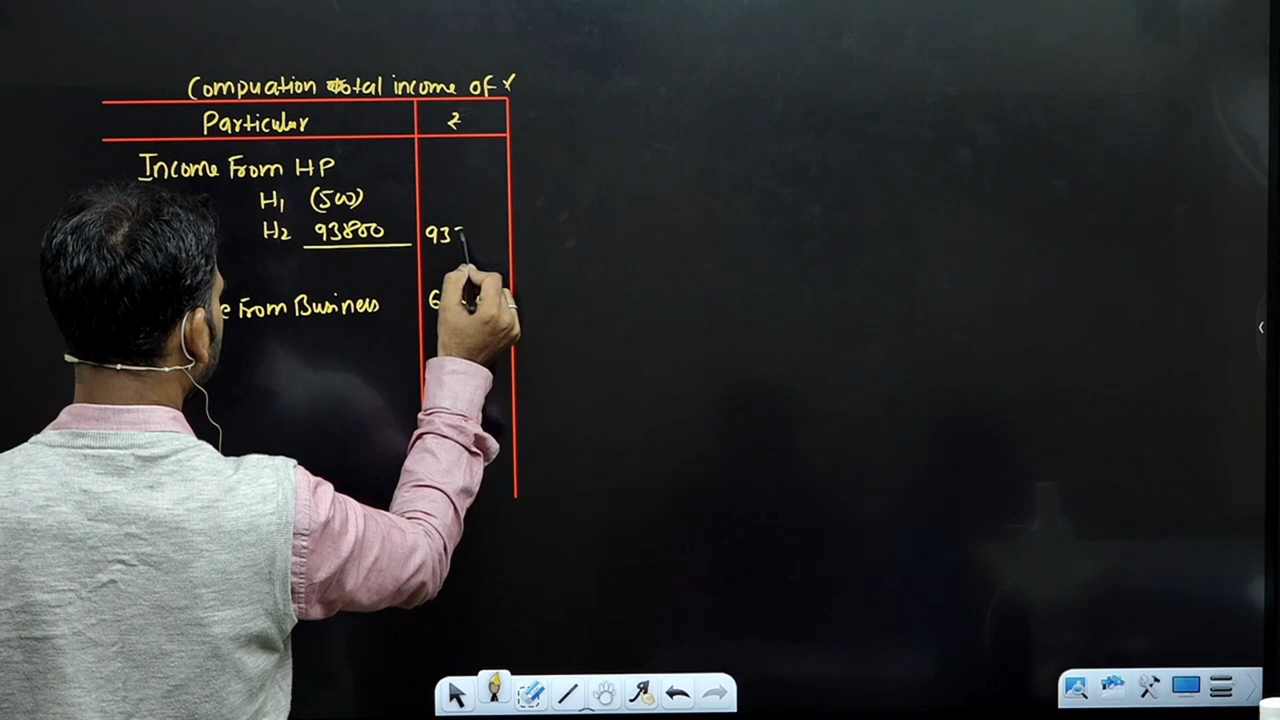 Compuation total income of X
Particular ₹
Income From HP
H1 (500)
H2 93800 93
From Business 6